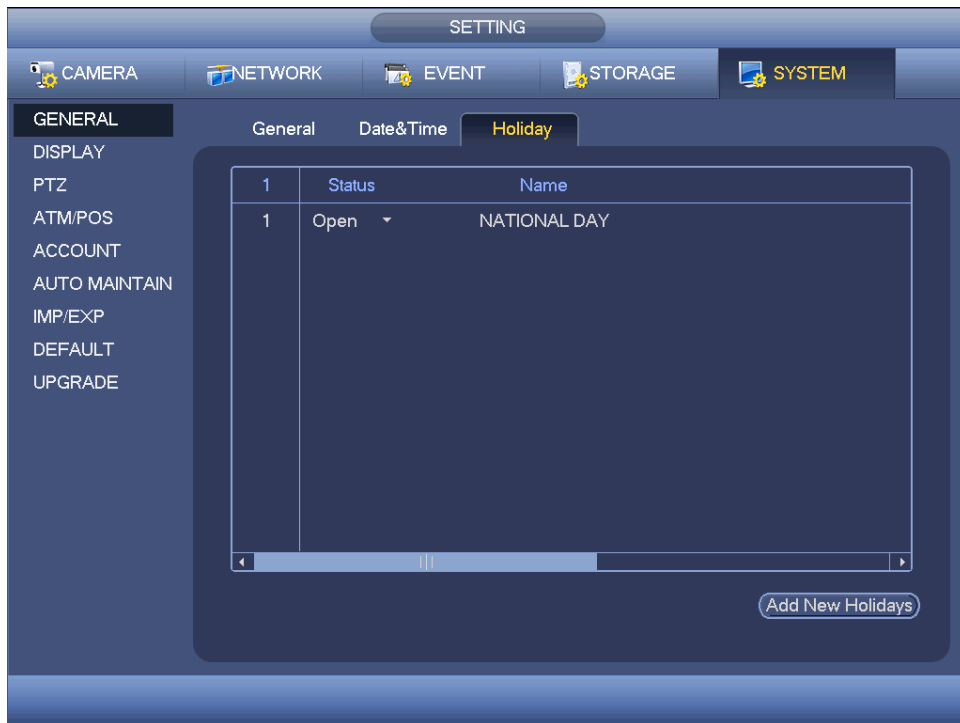 SETTING
CAMERA NETWORK EVENT STORAGE SYSTEM
GENERAL
DISPLAY
PTZ
ATM/POS
ACCOUNT
AUTO MAINTAIN
IMP/EXP
DEFAULT
UPGRADE
General Date&Time Holiday
1 Status Name
1 Open NATIONAL DAY
Add New Holidays